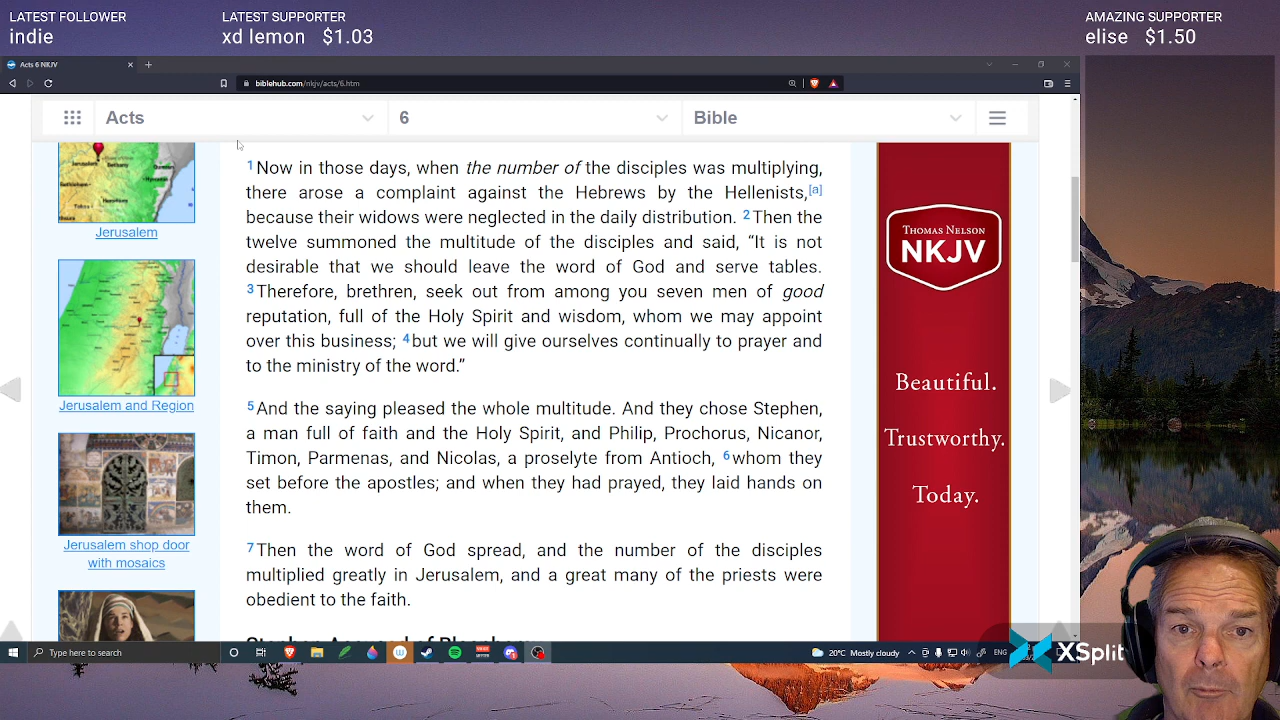 LATEST FOLLOWER
indie
LATEST SUPPORTER
xd lemon $1.03
AMAZING SUPPORTER
elise $1.50
Acts 6 NKJV
biblehub.com/nkjv/acts/6.htm
Acts
6
Bible
Jerusalem
Jerusalem
Jerusalem and Region
Jerusalem shop door
with mosaics
1Now in those days, when the number of the disciples was multiplying,
there arose a complaint against the Hebrews by the Hellenists,[a]
because their widows were neglected in the daily distribution. 2Then the
twelve summoned the multitude of the disciples and said, “It is not
desirable that we should leave the word of God and serve tables.
3Therefore, brethren, seek out from among you seven men of good
reputation, full of the Holy Spirit and wisdom, whom we may appoint
over this business; 4but we will give ourselves continually to prayer and
to the ministry of the word.”
5And the saying pleased the whole multitude. And they chose Stephen,
a man full of faith and the Holy Spirit, and Philip, Prochorus, Nicanor,
Timon, Parmenas, and Nicolas, a proselyte from Antioch, 6whom they
set before the apostles; and when they had prayed, they laid hands on
them.
7Then the word of God spread, and the number of the disciples
multiplied greatly in Jerusalem, and a great many of the priests were
obedient to the faith.
Stephen Accused of Blasphemy
THOMAS NELSON
NKJV
Beautiful.
Trustworthy.
Today.
Type here to search
20°C Mostly cloudy
ENG
XSplit